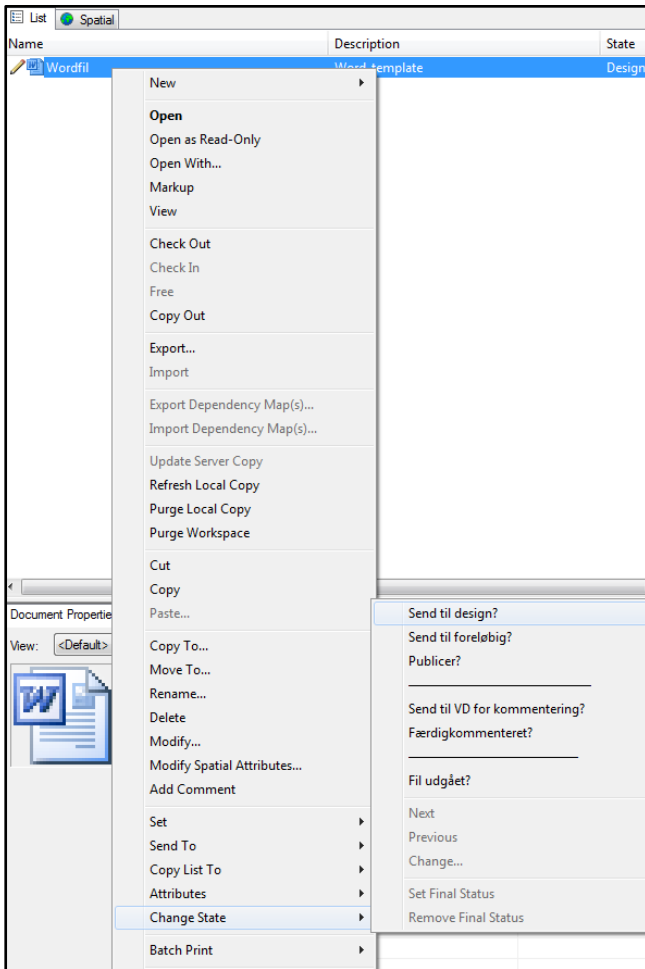 List Spatial
Name Description State
Wordfil Word-template Design
New
Open
Open as Read-Only
Open With...
Markup
View
Check Out
Check In
Free
Copy Out
Export...
Import
Export Dependency Map(s)...
Import Dependency Map(s)...
Update Server Copy
Refresh Local Copy
Purge Local Copy
Purge Workspace
Cut
Copy
Paste...
Copy To...
Move To...
Rename...
Delete
Modify...
Modify Spatial Attributes...
Add Comment
Set
Send To
Copy List To
Attributes
Change State
Batch Print
Document Propertie
View: <Default>
W
Send til design?
Send til foreløbig?
Publicer?
Send til VD for kommentering?
Færdigkommenteret?
Fil udgået?
Next
Previous
Change...
Set Final Status
Remove Final Status